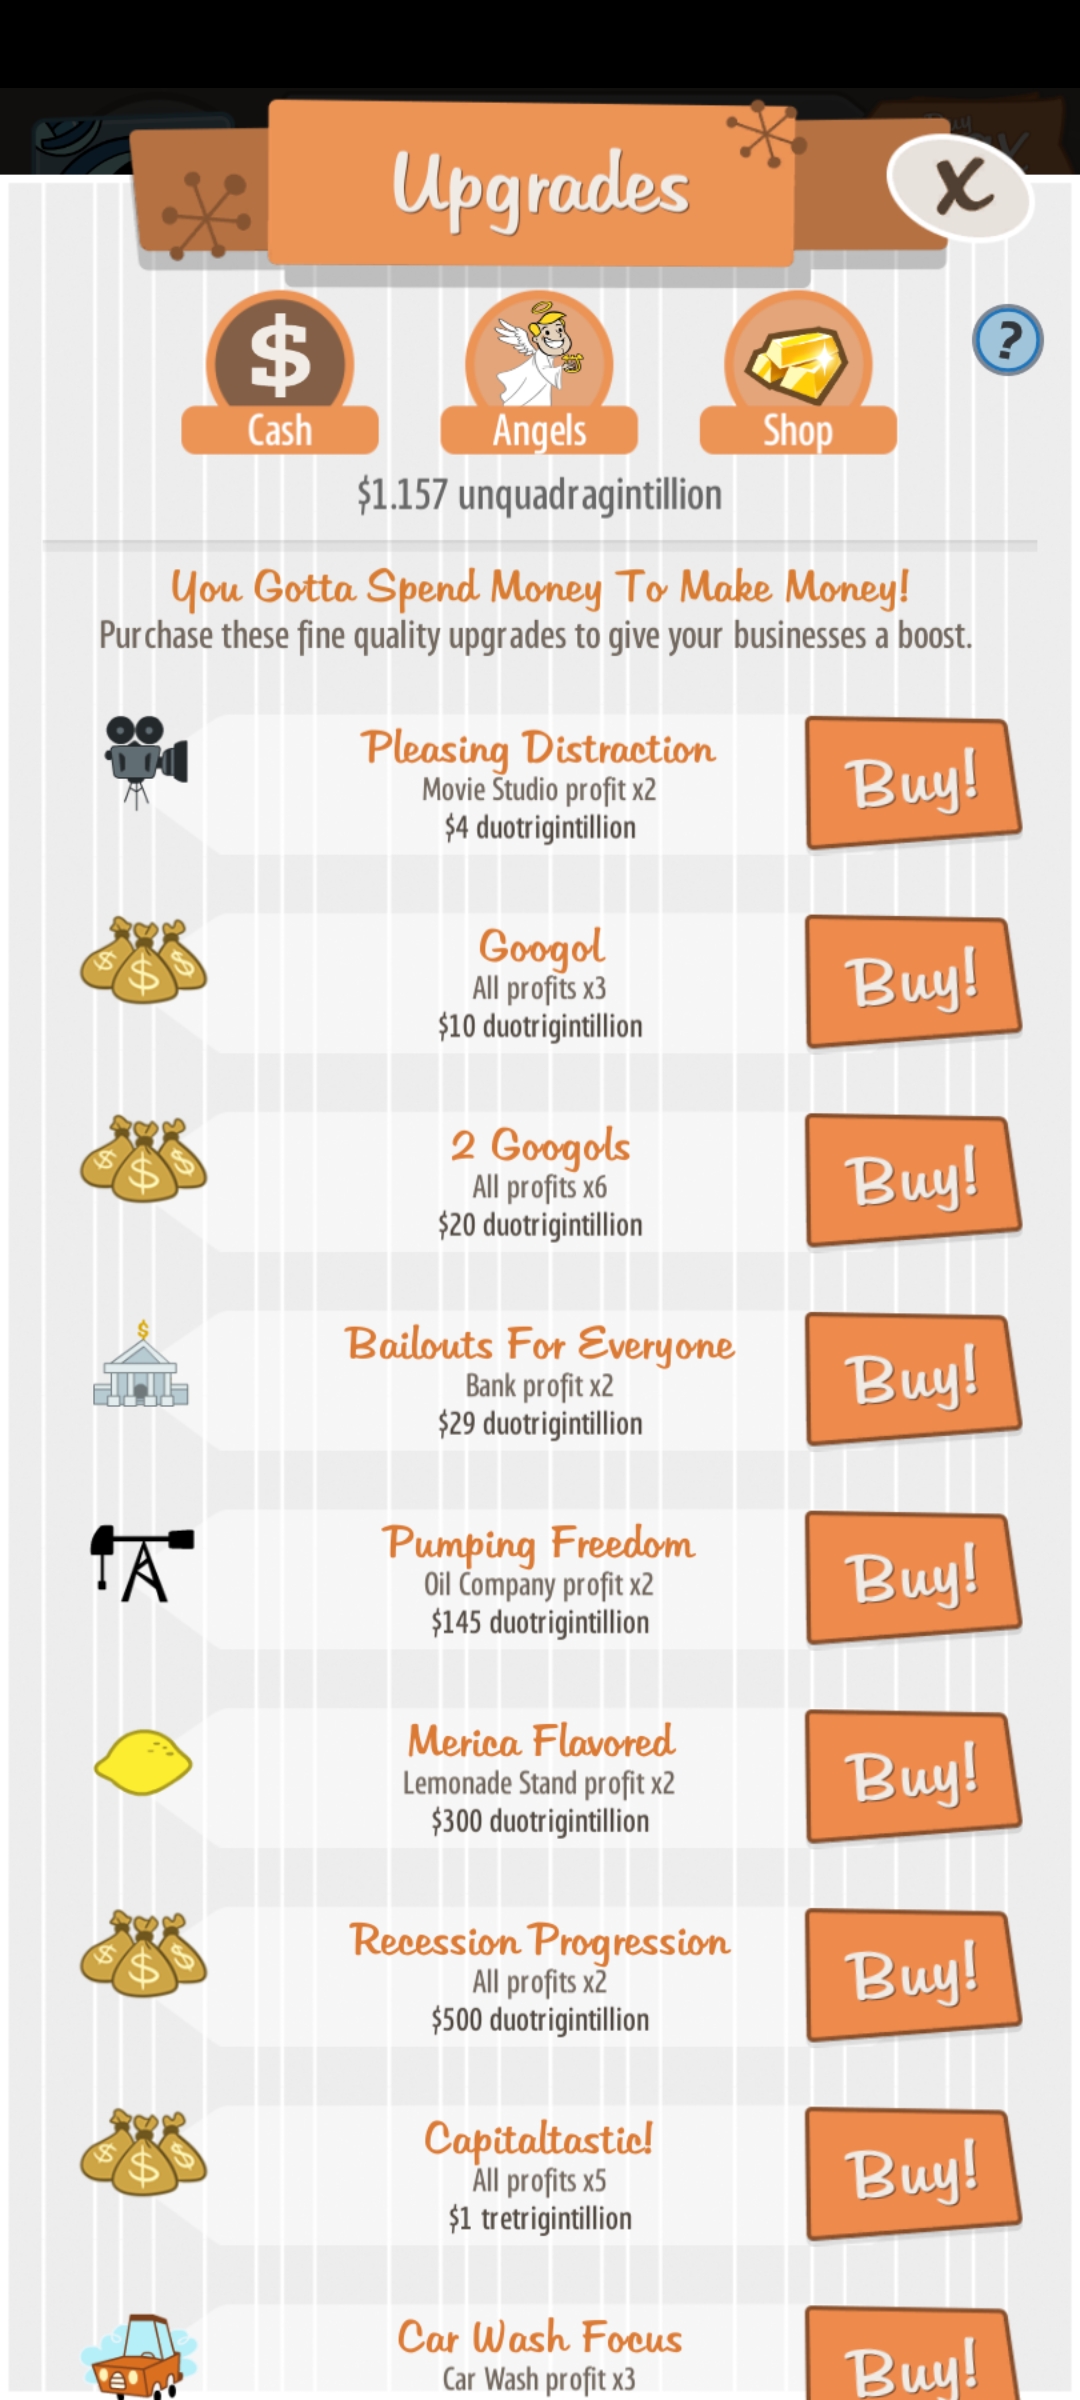 Buy
Upgrades
X
$
?
Cash
Angels
Shop
$1.157 unquadragintillion
You Gotta Spend Money To Make Money!
Purchase these fine quality upgrades to give your businesses a boost.
Pleasing Distraction
Movie Studio profit x2
$4 duotrigintillion
Buy!
Googol
All profits x3
$10 duotrigintillion
Buy!
2 Googols
All profits x6
$20 duotrigintillion
Buy!
Bailouts For Everyone
Bank profit x2
$29 duotrigintillion
Buy!
Pumping Freedom
Oil Company profit x2
$145 duotrigintillion
Buy!
Merica Flavored
Lemonade Stand profit x2
$300 duotrigintillion
Buy!
Recession Progression
All profits x2
$500 duotrigintillion
Buy!
Capitaltastic!
All profits x5
$1 tretrigintillion
Buy!
Car Wash Focus
Car Wash profit x3
Buy!